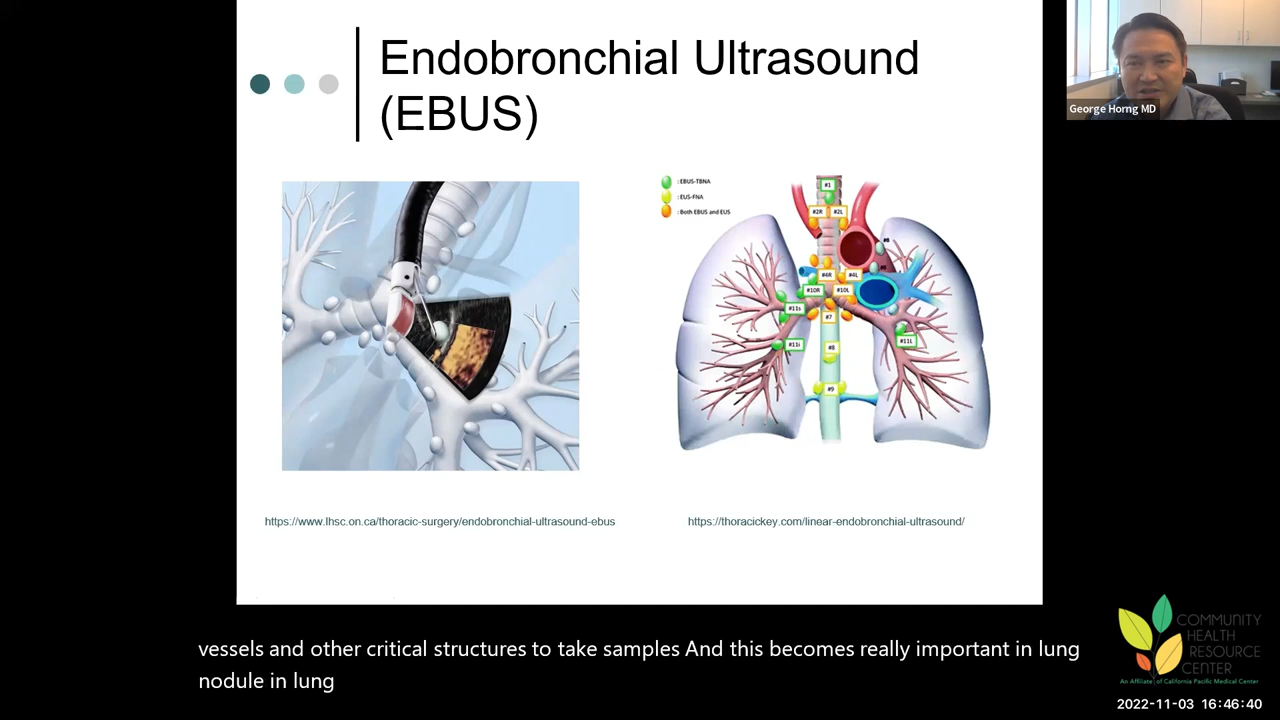 Endobronchial Ultrasound
(EBUS)
George Horng MD
: EBUS-TBNA
: EUS-FNA
: Both EBUS and EUS
#1
#2R
#2L
#6
#4R
#4L
#10R
#10L
#11s
#7
#11i
#11L
#8
#9
https://www.lhsc.on.ca/thoracic-surgery/endobronchial-ultrasound-ebus
https://thoracickey.com/linear-endobronchial-ultrasound/
vessels and other critical structures to take samples And this becomes really important in lung
nodule in lung
COMMUNITY
HEALTH
RESOURCE
CENTER
An Affiliate of California Pacific Medical Center
2022-11-03 16:46:40